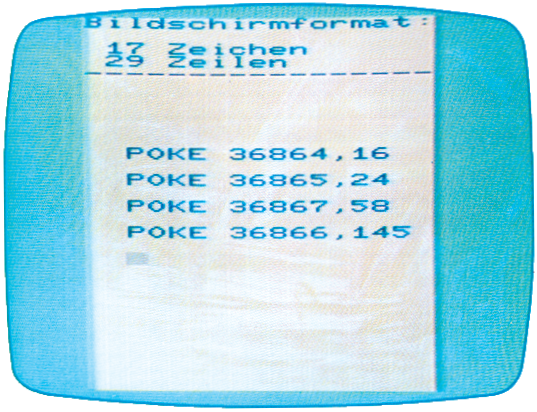 Bildschirmformat:
17 Zeichen
29 Zeilen
POKE 36864,16
POKE 36865,24
POKE 36867,58
POKE 36866,145